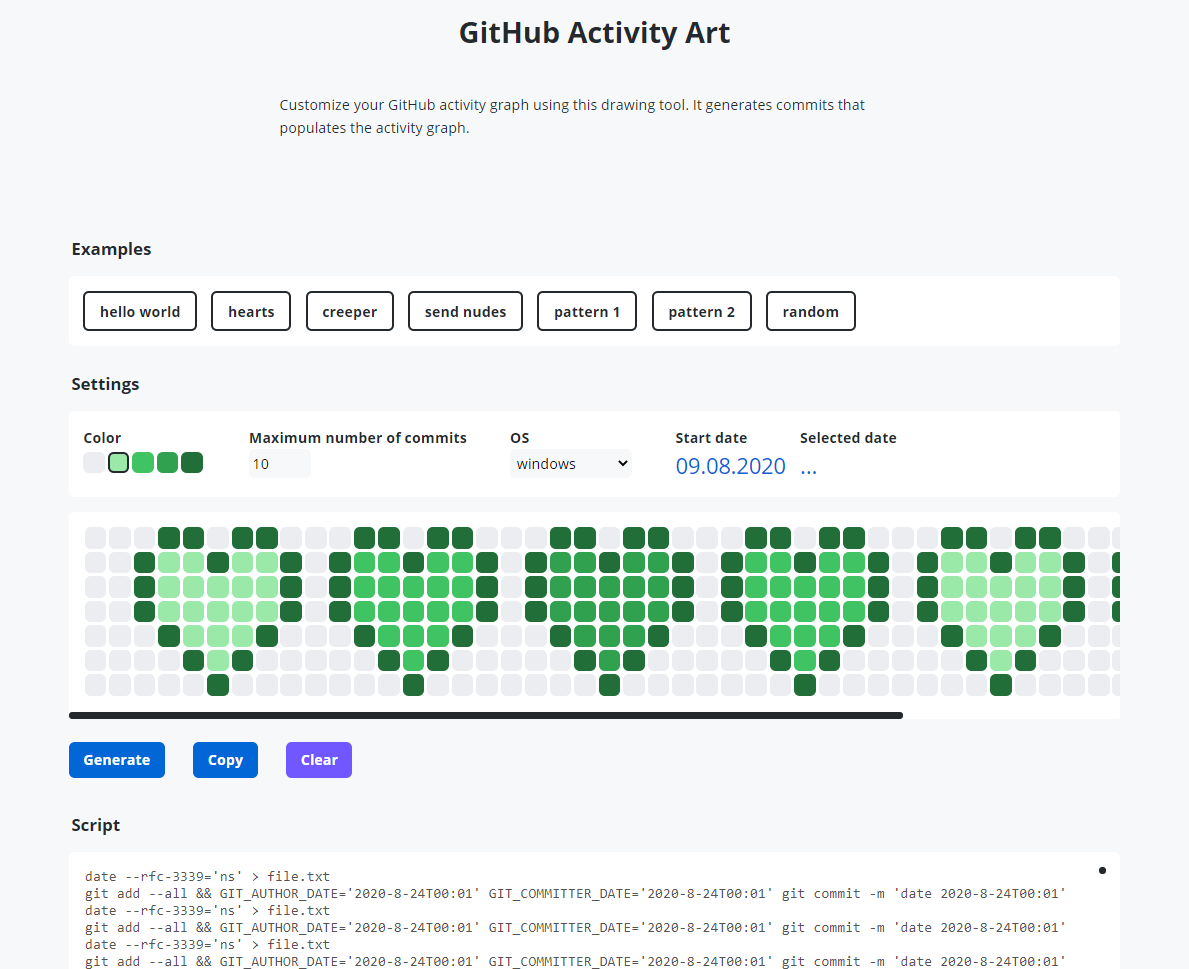 GitHub Activity Art
Customize your GitHub activity graph using this drawing tool. It generates commits that
populates the activity graph.
Examples
hello world hearts creeper send nudes pattern 1 pattern 2 random
Settings
Color Maximum number of commits OS Start date Selected date
10 windows 09.08.2020 ...
Generate Copy Clear
Script
date --rfc-3339='ns' > file.txt
git add --all && GIT_AUTHOR_DATE='2020-8-24T00:01' GIT_COMMITTER_DATE='2020-8-24T00:01' git commit -m 'date 2020-8-24T00:01'
date --rfc-3339='ns' > file.txt
git add --all && GIT_AUTHOR_DATE='2020-8-24T00:01' GIT_COMMITTER_DATE='2020-8-24T00:01' git commit -m 'date 2020-8-24T00:01'
date --rfc-3339='ns' > file.txt
git add --all && GIT_AUTHOR_DATE='2020-8-24T00:01' GIT_COMMITTER_DATE='2020-8-24T00:01' git commit -m 'date 2020-8-24T00:01'